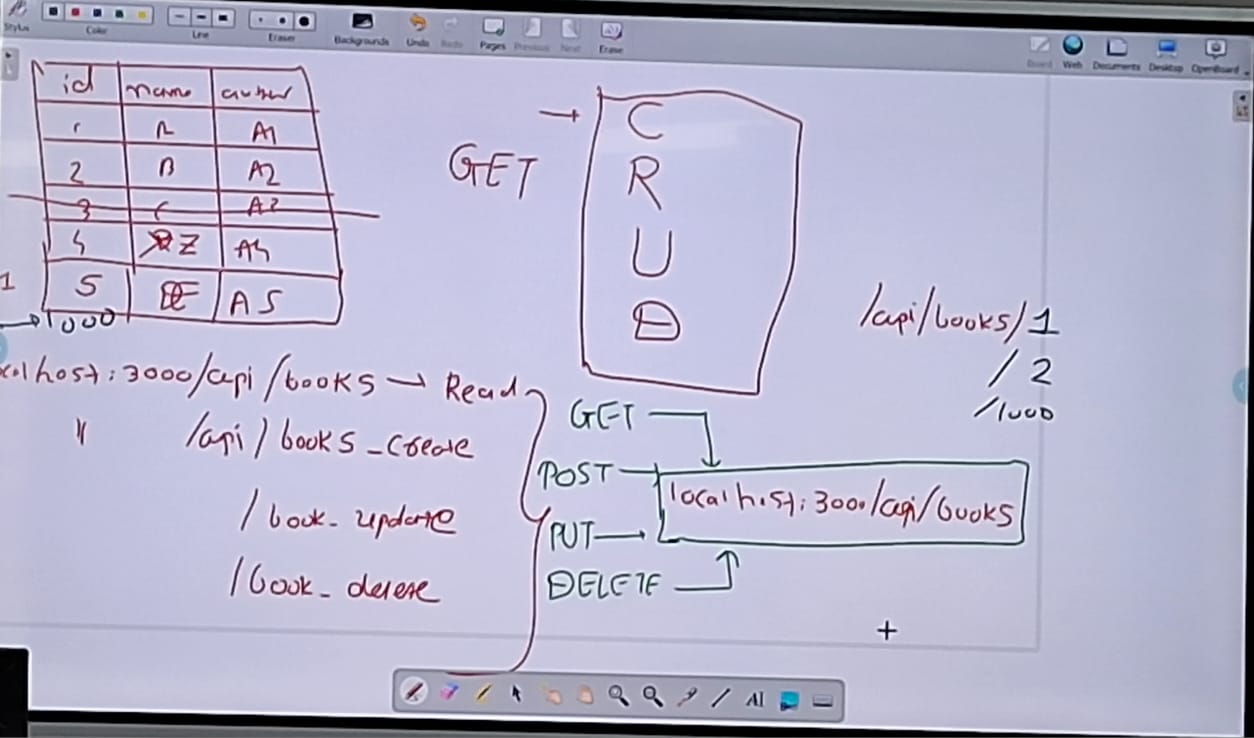 Stylus Color Line Eraser Backgrounds Undo Redo Pages Previous Next Erase Board Web Documents Desktop OpenBoard
id name author
1 A1
2 B A2
3 C A3
4 Z A4
1 5 E A5
1000
GET
C
R
U
D
/api/books/1
/2
/1000
calhost:3000/api/books → Read
" /api/books_create
/book_update
/book_delete
GET
POST
PUT
DELETE
localhost:3000/api/books
AI